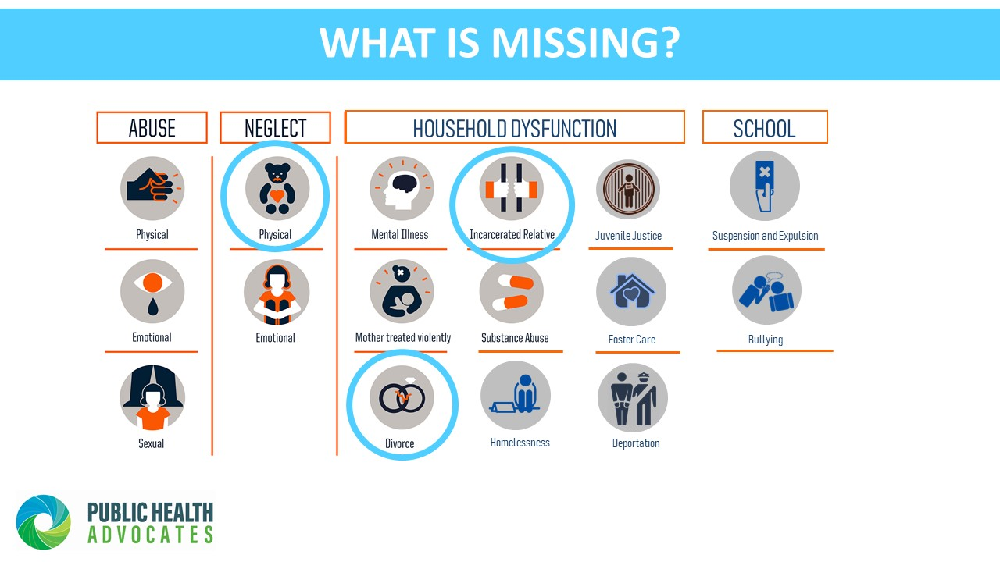 WHAT IS MISSING?
ABUSE
NEGLECT
HOUSEHOLD DYSFUNCTION
SCHOOL
Physical
Physical
Mental Illness
Incarcerated Relative
Juvenile Justice
Suspension and Expulsion
Emotional
Emotional
Mother treated violently
Substance Abuse
Foster Care
Bullying
Sexual
Divorce
Homelessness
Deportation
PUBLIC HEALTH
ADVOCATES